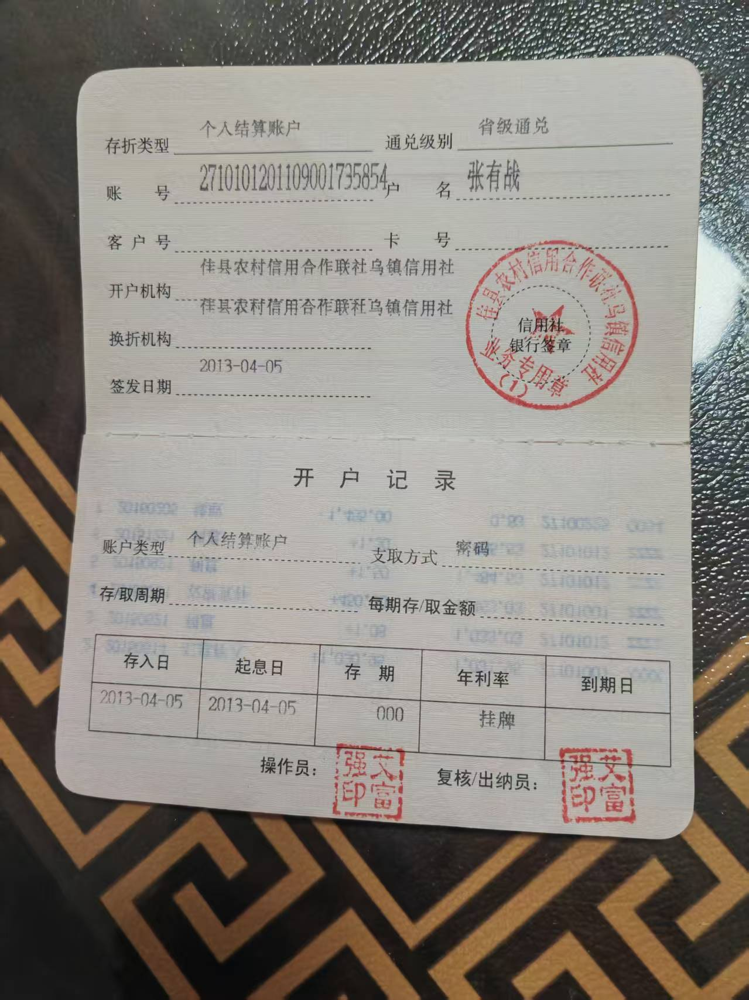 存折类型 个人结算账户 通兑级别 省级通兑
账 号 2710101201109001735854 户 名 张有战
客 户 号 卡 号
开户机构 佳县农村信用合作联社乌镇信用社
换折机构 佳县农村信用合作联社乌镇信用社
签发日期 2013-04-05
佳县农村信用合作联社乌镇信用社
信用社
银行签章
业务专用章
(1)
开 户 记 录
账户类型 个人结算账户 支取方式 密码
存/取周期 每期存/取金额
存入日 起息日 存 期 年利率 到期日
2013-04-05 2013-04-05 000 挂牌
操作员： 艾富强印 复核/出纳员： 艾富强印